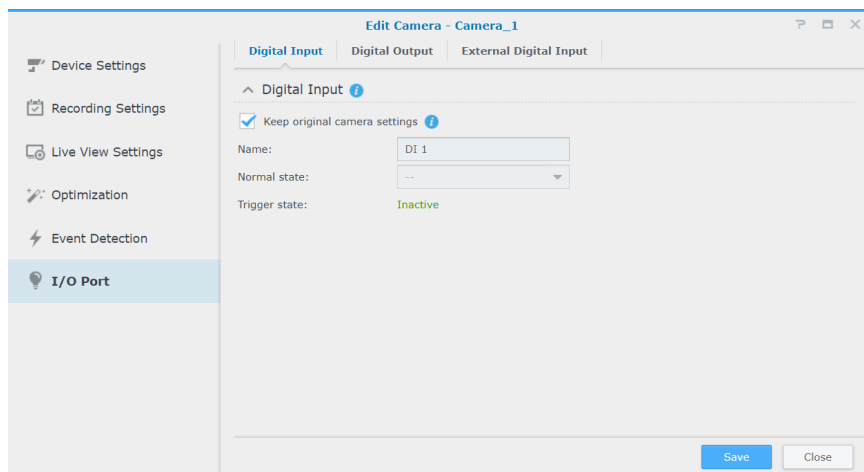 Edit Camera - Camera_1
Device Settings
Recording Settings
Live View Settings
Optimization
Event Detection
I/O Port
Digital Input
Digital Output
External Digital Input
Digital Input
Keep original camera settings
Name:
DI 1
Normal state:
--
Trigger state:
Inactive
Save
Close